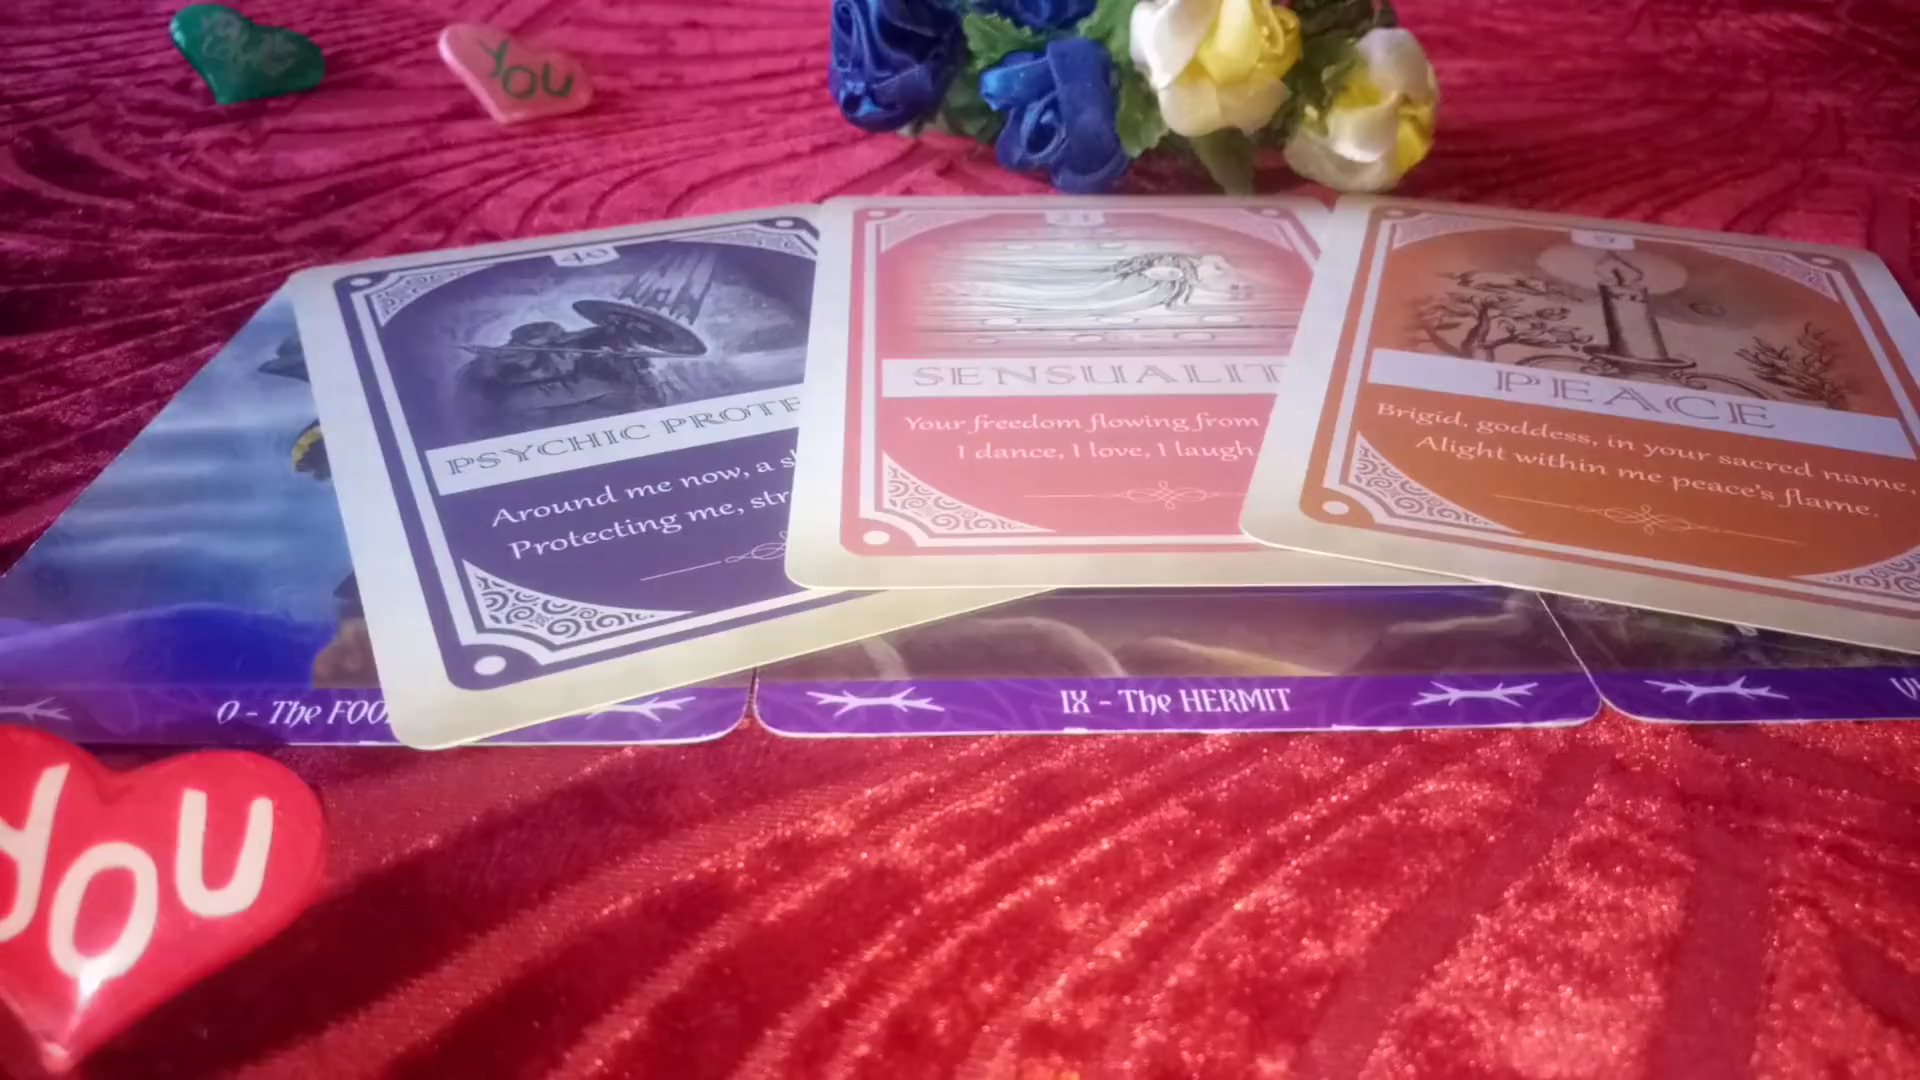 YOU
40
21
9
PSYCHIC PROTE
Around me now, a s
Protecting me, str
SENSUALIT
Your freedom flowing from
I dance, I love, I laugh
PEACE
Brigid, goddess, in your sacred name,
Alight within me peace's flame.
0 - The FOO
IX - The HERMIT
VI
YOU